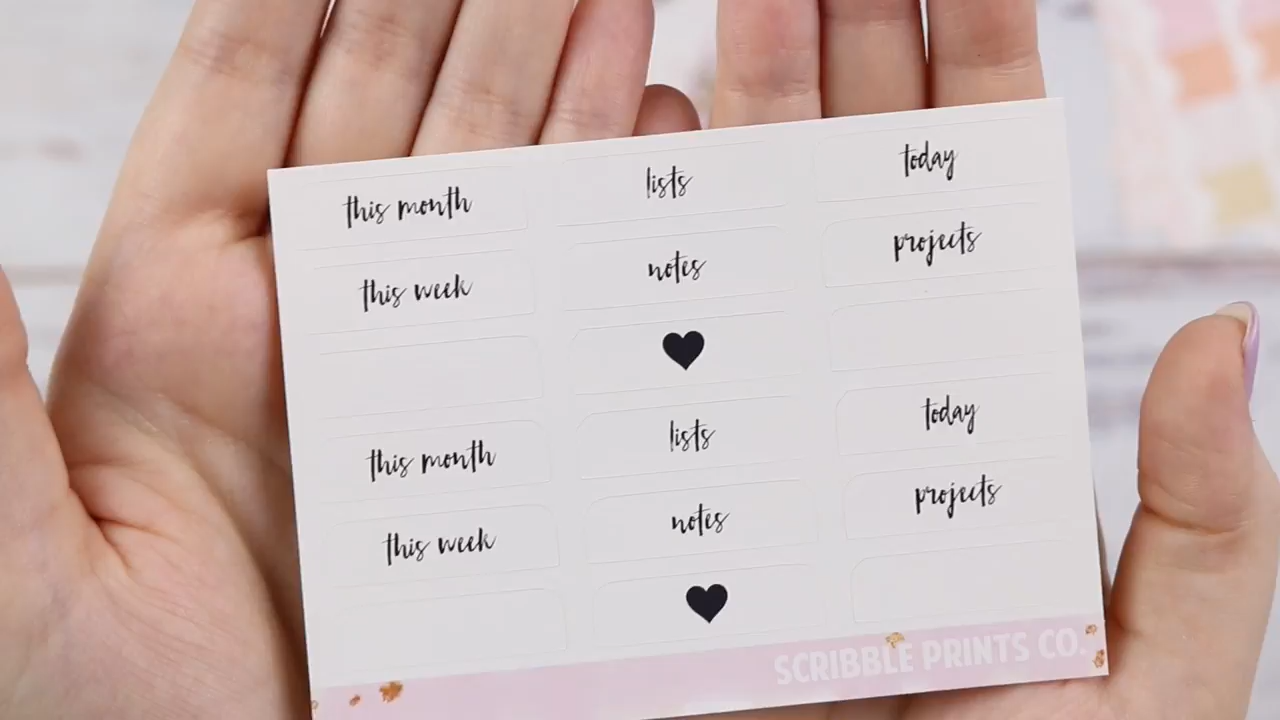 this month
lists
today
this week
notes
projects
this month
lists
today
this week
notes
projects
SCRIBBLE PRINTS CO.